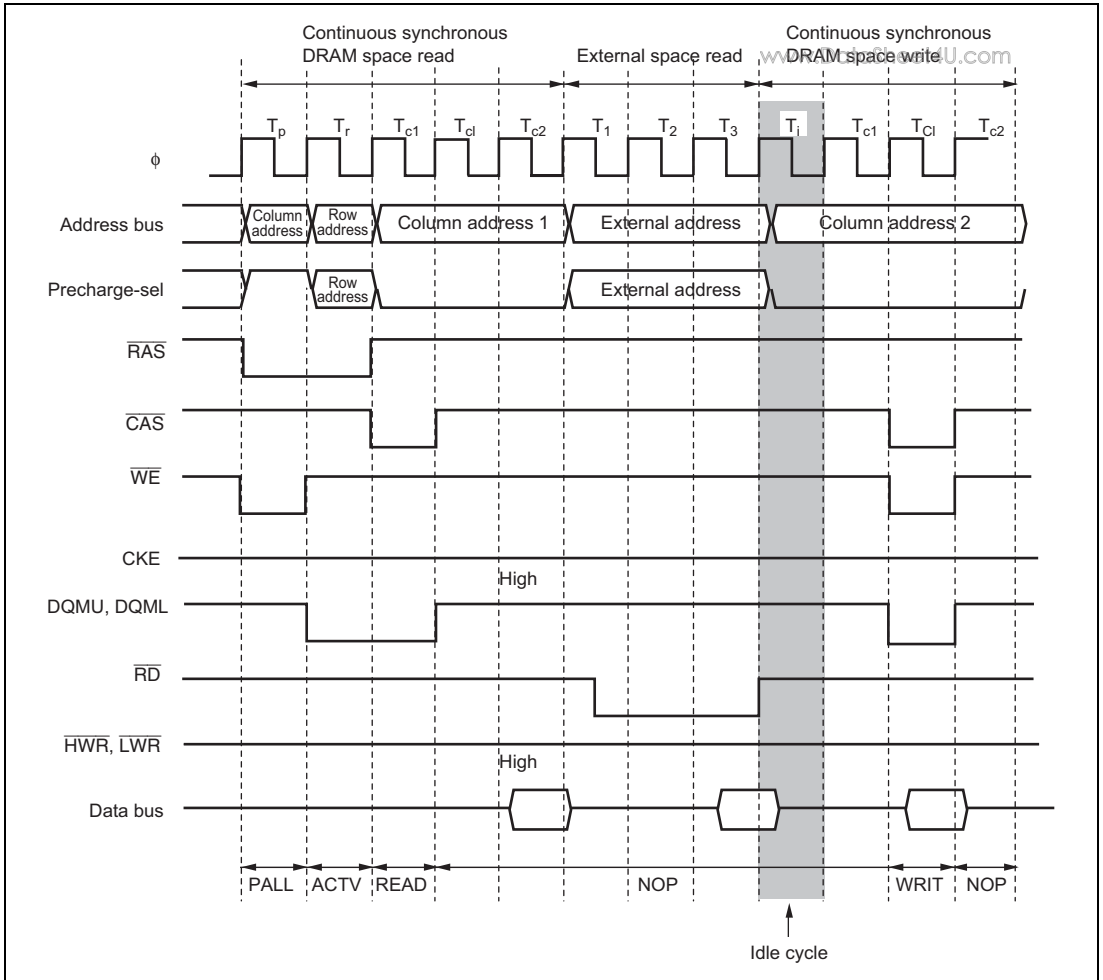 Continuous synchronous
DRAM space read
External space read
Continuous synchronous
DRAM space write
www.DataSheet4U.com
Tp Tr Tc1 Tcl Tc2 T1 T2 T3 Ti Tc1 TCl Tc2
ϕ
Address bus
Column address
Row address
Column address 1
External address
Column address 2
Precharge-sel
Row address
External address
RAS
CAS
WE
CKE
High
DQMU, DQML
RD
HWR, LWR
High
Data bus
PALL ACTV READ NOP WRIT NOP
Idle cycle